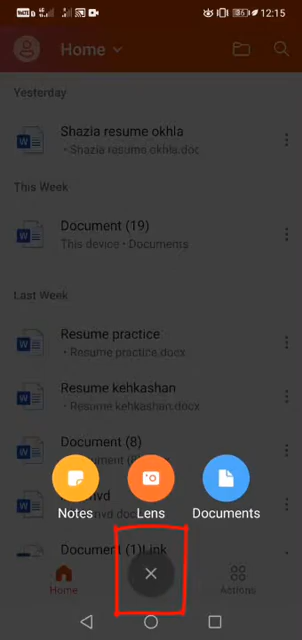 12:15
Home
Yesterday
Shazia resume okhla
• Shazia resume okhla.doc
This Week
Document (19)
This device • Documents
Last Week
Resume practice
• Resume practice.docx
Resume kehkashan
• Resume kehkashan.docx
Document (8)
Notes
Lens
Documents
Document (1)Link
Home
Actions